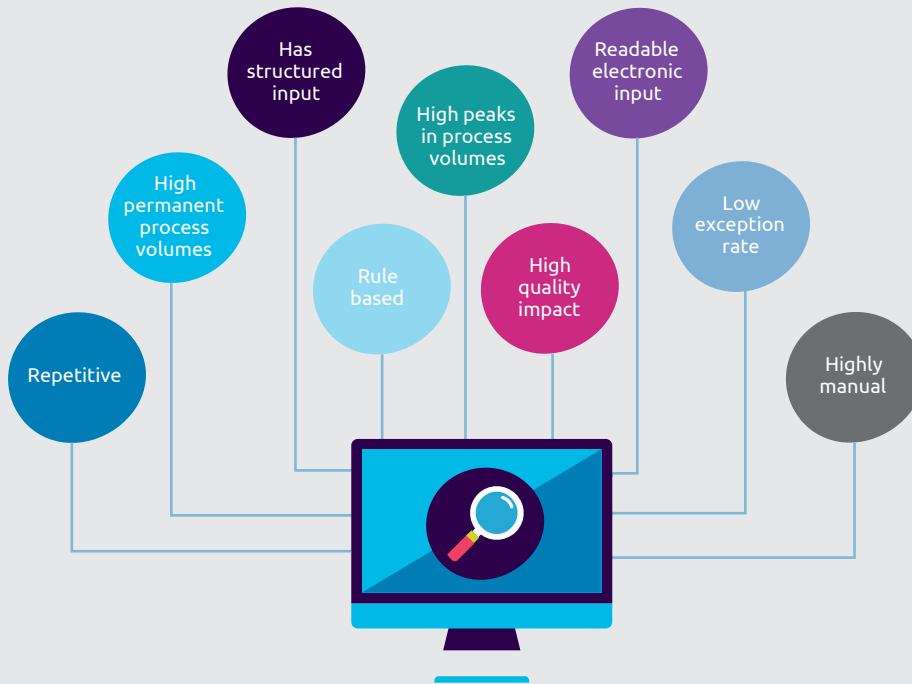 Has
structured
input
Readable
electronic
input
High peaks
in process
volumes
High
permanent
process
volumes
Low
exception
rate
Rule
based
High
quality
impact
Repetitive
Highly
manual